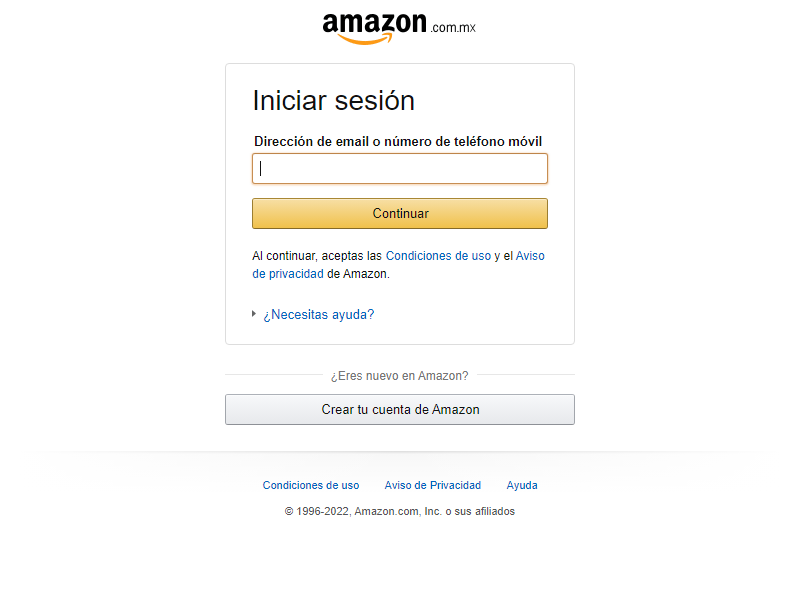 amazon.com.mx
Iniciar sesión
Dirección de email o número de teléfono móvil
Continuar
Al continuar, aceptas las Condiciones de uso y el Aviso
de privacidad de Amazon.
¿Necesitas ayuda?
¿Eres nuevo en Amazon?
Crear tu cuenta de Amazon
Condiciones de uso Aviso de Privacidad Ayuda
© 1996-2022, Amazon.com, Inc. o sus afiliados